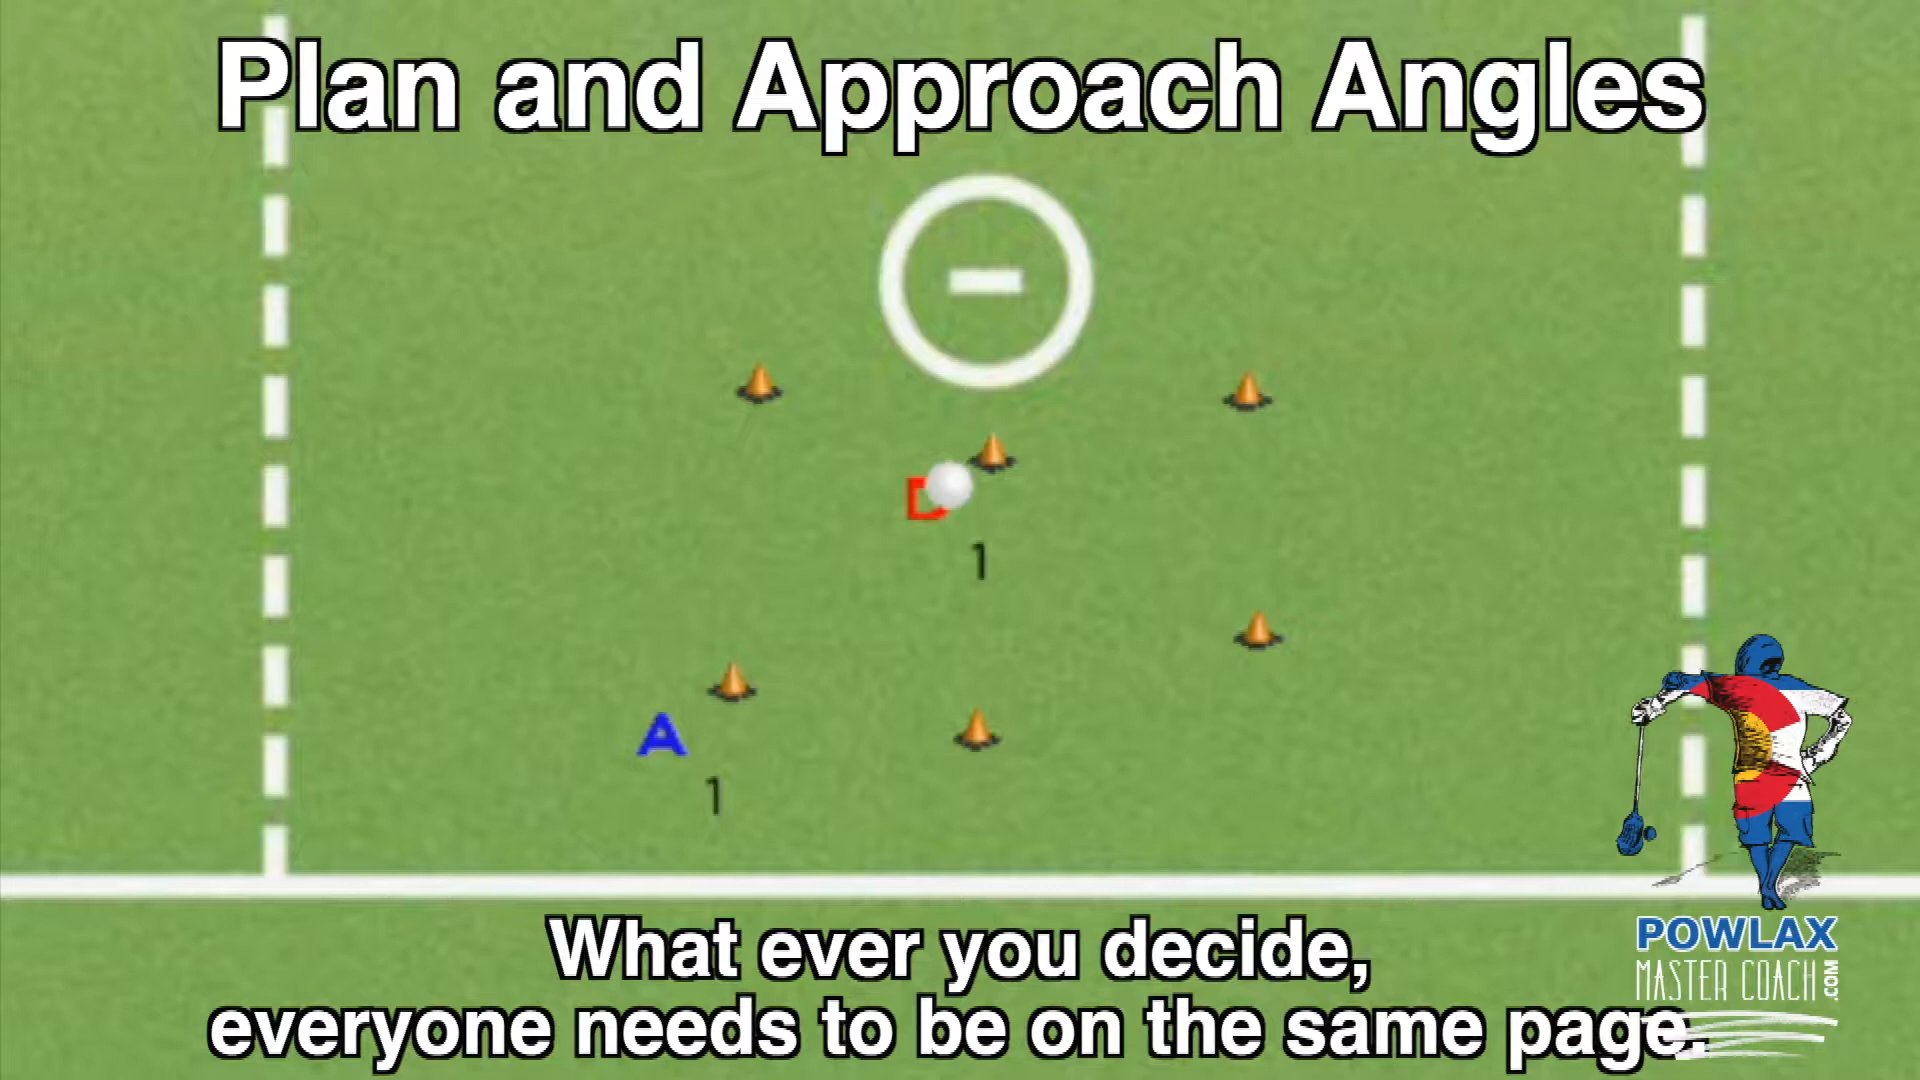 Plan and Approach Angles
D
1
A
1
What ever you decide,
everyone needs to be on the same page.
POWLAX
MASTER COACH .COM